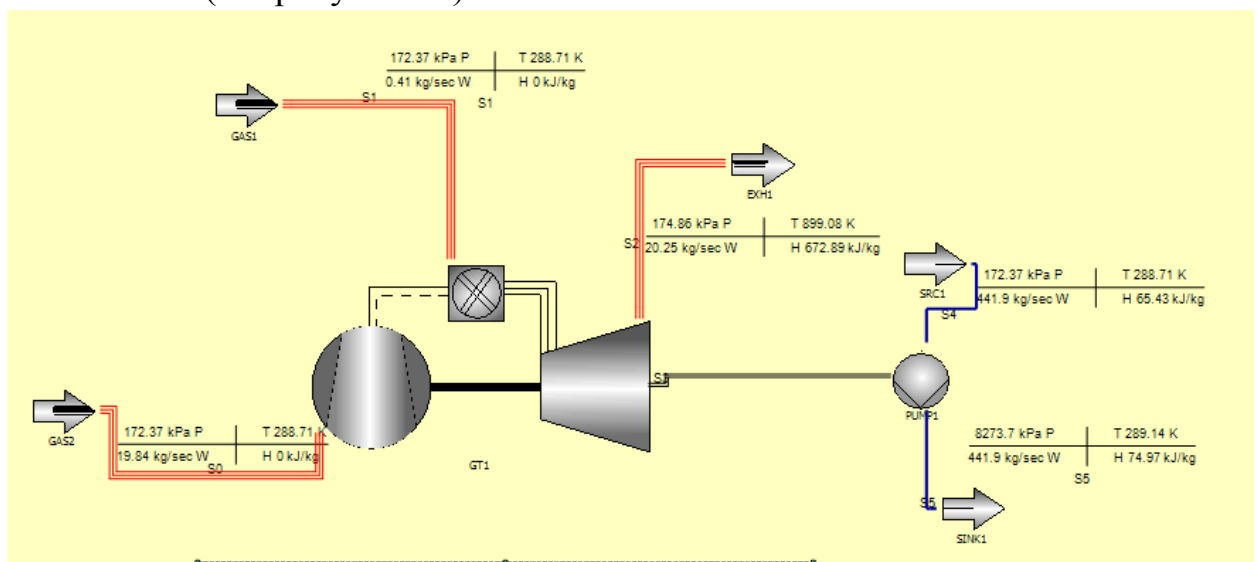 172.37 kPa P T 288.71 K
0.41 kg/sec W H 0 kJ/kg
S1 S1
GAS1
EXH1
174.86 kPa P T 899.08 K
S2 20.25 kg/sec W H 672.89 kJ/kg
SRC1
172.37 kPa P T 288.71 K
441.9 kg/sec W H 65.43 kJ/kg
S4
PUMP1
GAS2
172.37 kPa P T 288.71 K
19.84 kg/sec W H 0 kJ/kg
S0
GT1
8273.7 kPa P T 289.14 K
441.9 kg/sec W H 74.97 kJ/kg
S5
S5
SINK1